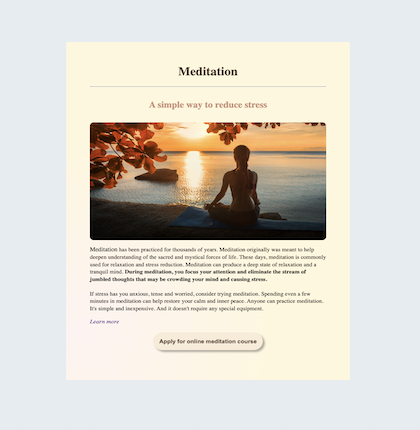 Meditation
A simple way to reduce stress
Meditation has been practiced for thousands of years. Meditation originally was meant to help
deepen understanding of the sacred and mystical forces of life. These days, meditation is commonly
used for relaxation and stress reduction. Meditation can produce a deep state of relaxation and a
tranquil mind. During meditation, you focus your attention and eliminate the stream of
jumbled thoughts that may be crowding your mind and causing stress.
If stress has you anxious, tense and worried, consider trying meditation. Spending even a few
minutes in meditation can help restore your calm and inner peace. Anyone can practice meditation.
It's simple and inexpensive. And it doesn't require any special equipment.
Learn more
Apply for online meditation course